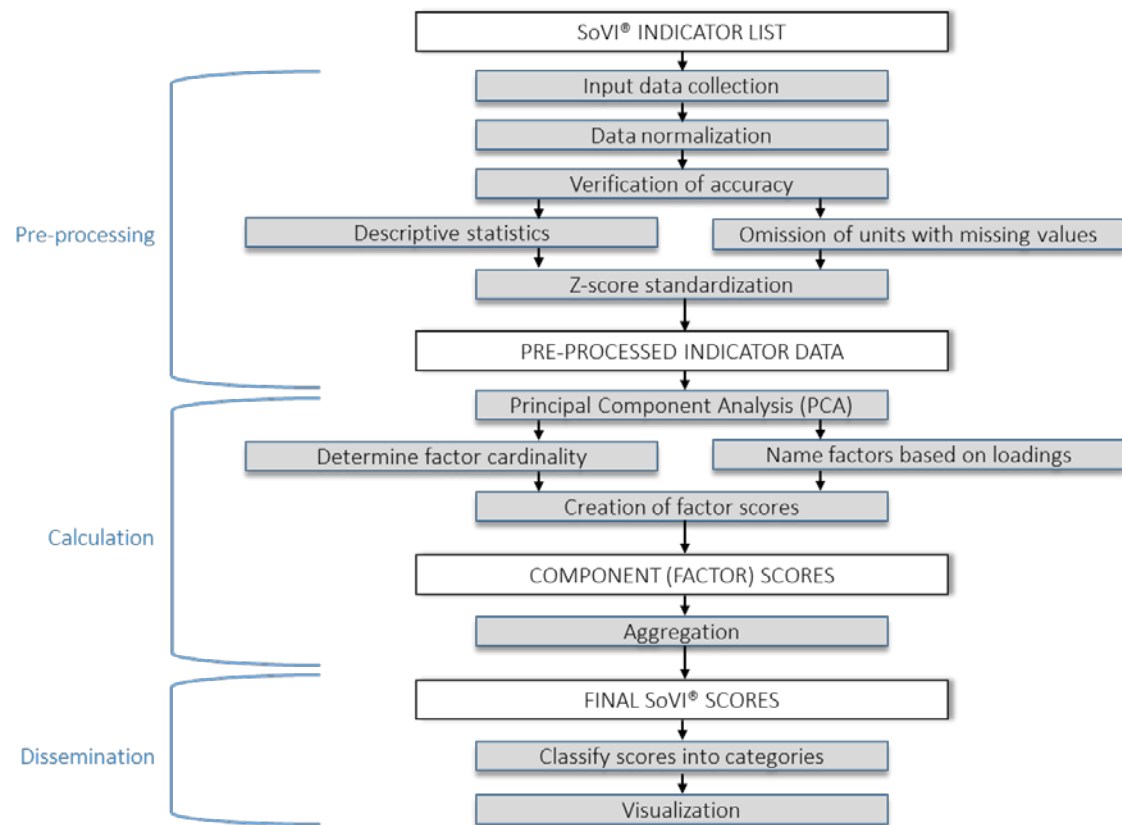 SoVI® INDICATOR LIST
Input data collection
Data normalization
Verification of accuracy
Pre-processing
Descriptive statistics
Omission of units with missing values
Z-score standardization
PRE-PROCESSED INDICATOR DATA
Principal Component Analysis (PCA)
Determine factor cardinality
Name factors based on loadings
Creation of factor scores
Calculation
COMPONENT (FACTOR) SCORES
Aggregation
FINAL SoVI® SCORES
Dissemination
Classify scores into categories
Visualization